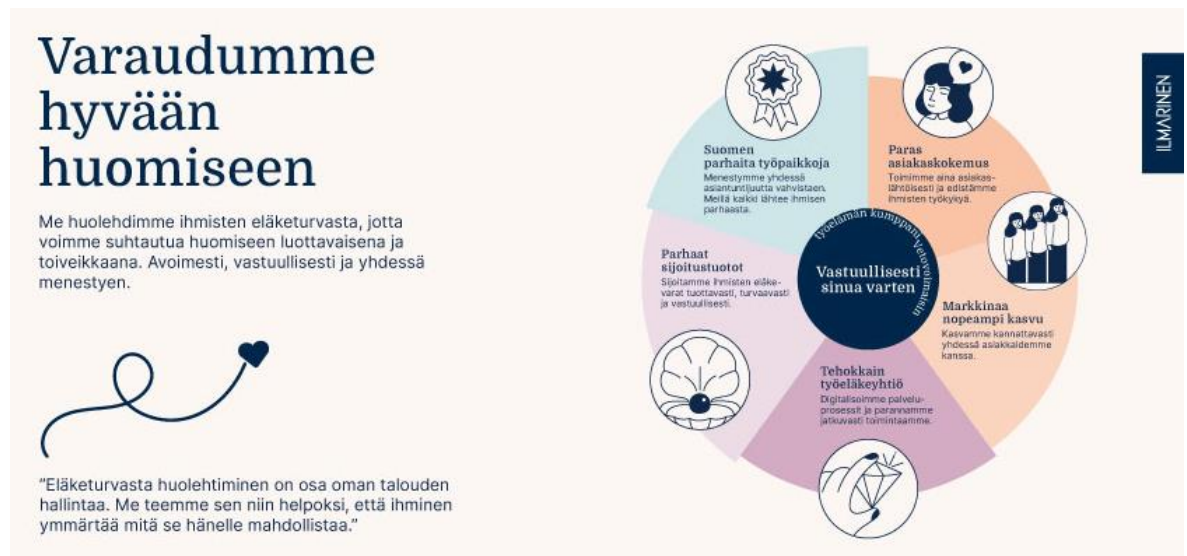 Varaudumme
hyvään
huomiseen
Me huolehdimme ihmisten eläketurvasta, jotta
voimme suhtautua huomiseen luottavaisena ja
toiveikkaana. Avoimesti, vastuullisesti ja yhdessä
menestyen.
"Eläketurvasta huolehtiminen on osa oman talouden
hallintaa. Me teemme sen niin helpoksi, että ihminen
ymmärtää mitä se hänelle mahdollistaa."
Suomen
parhaita työpaikkoja
Menestymme yhdessä
asiantuntijuutta vahvistaen.
Meillä kaikki lähtee ihmisen
parhaasta.
Paras
asiakaskokemus
Toimimme aina asiakas-
lähtöisesti ja edistämme
ihmisten työkykyä.
Markkinaa
nopeampi kasvu
Kasvamme kannattavasti
yhdessä asiakkaidemme
kanssa.
Tehokkain
työeläkeyhtiö
Digitalisoimme palvelu-
prosessit ja parannamme
jatkuvasti toimintaamme.
Parhaat
sijoitustuotot
Sijoitamme ihmisten eläke-
varat tuottavasti, turvaavasti
ja vastuullisesti.
Vetovoimaisin
työelämän kumppani
Vastuullisesti
sinua varten
ILMARINEN